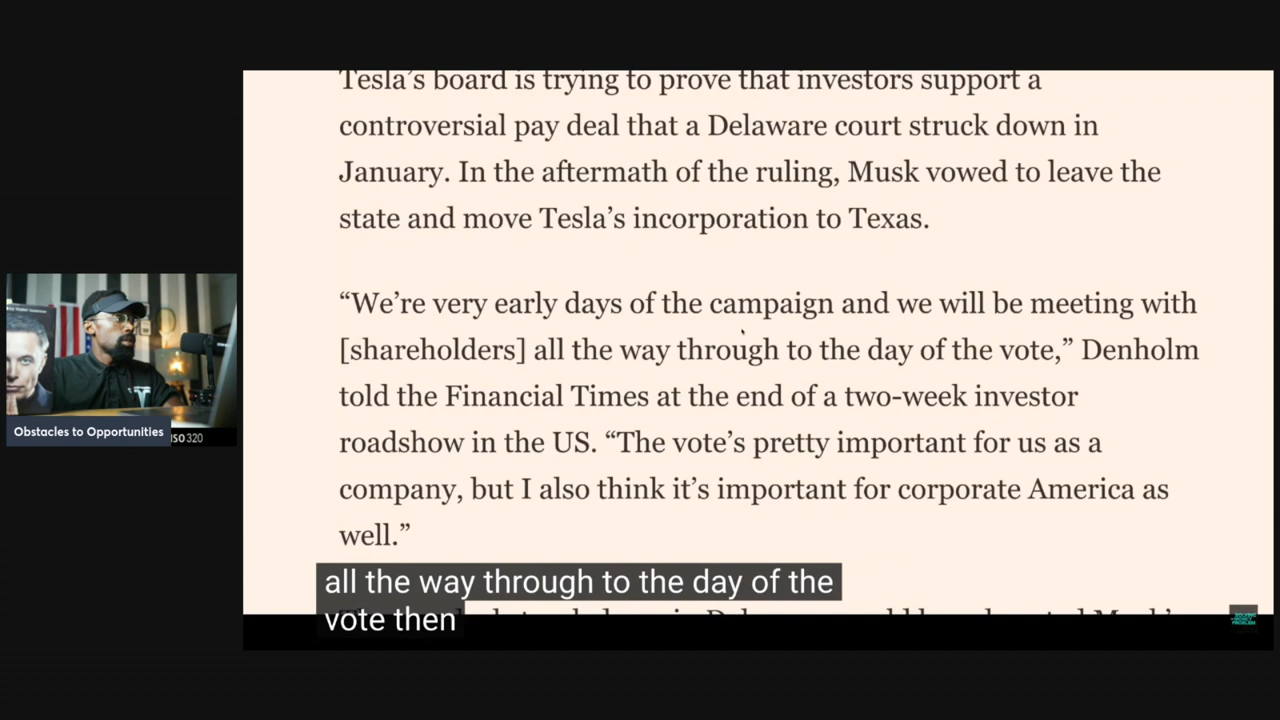 Tesla’s board is trying to prove that investors support a
controversial pay deal that a Delaware court struck down in
January. In the aftermath of the ruling, Musk vowed to leave the
state and move Tesla’s incorporation to Texas.
“We’re very early days of the campaign and we will be meeting with
[shareholders] all the way through to the day of the vote,” Denholm
told the Financial Times at the end of a two-week investor
roadshow in the US. “The vote’s pretty important for us as a
company, but I also think it’s important for corporate America as
well.”
all the way through to the day of the
vote then
Obstacles to Opportunities
ISO 320